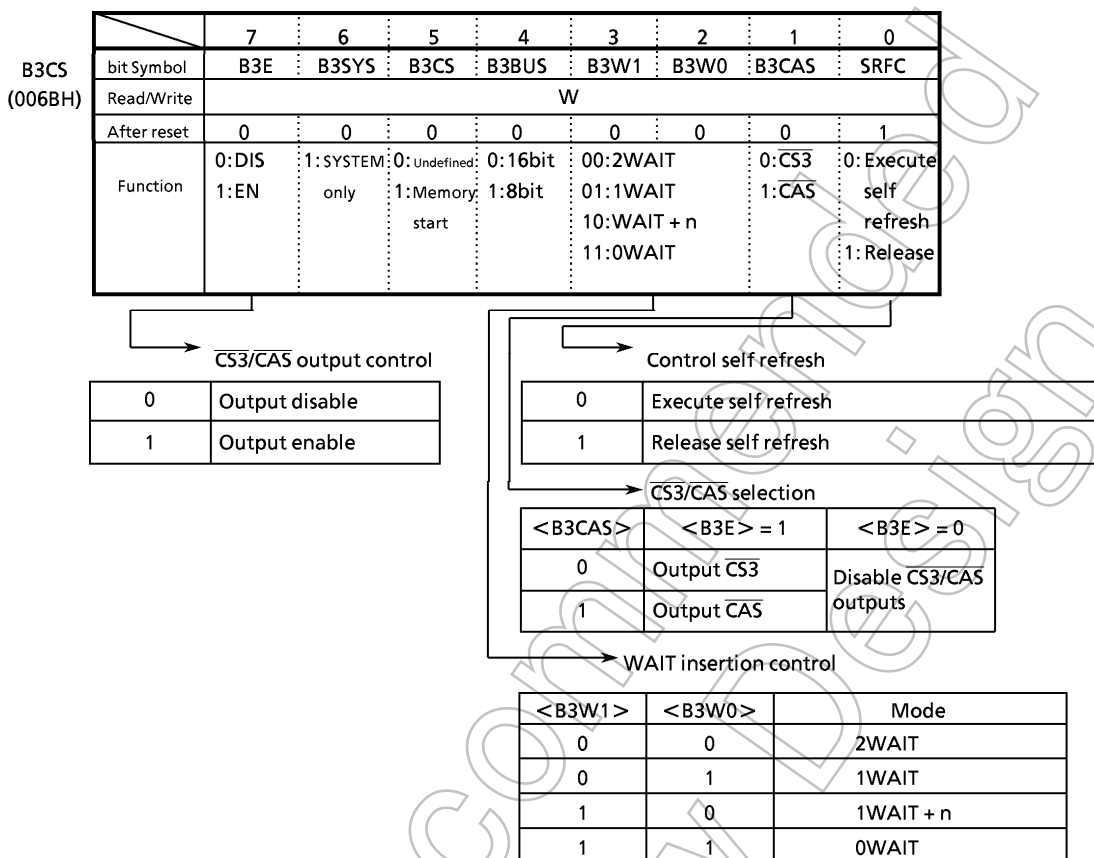 7 6 5 4 3 2 1 0
B3CS (006BH)
bit Symbol B3E B3SYS B3CS B3BUS B3W1 B3W0 B3CAS SRFC
Read/Write W
After reset 0 0 0 0 0 0 0 1
Function
0:DIS 1:SYSTEM 0:Undefined 0:16bit 00:2WAIT 0:CS3 0:Execute
1:EN only 1:Memory 1:8bit 01:1WAIT 1:CAS self
start 10:WAIT + n refresh
11:0WAIT 1:Release
CS3/CAS output control
0 Output disable
1 Output enable
Control self refresh
0 Execute self refresh
1 Release self refresh
CS3/CAS selection
<B3CAS> <B3E> = 1 <B3E> = 0
0 Output CS3 Disable CS3/CAS
1 Output CAS outputs
WAIT insertion control
<B3W1> <B3W0> Mode
0 0 2WAIT
0 1 1WAIT
1 0 1WAIT + n
1 1 0WAIT
commended
Design